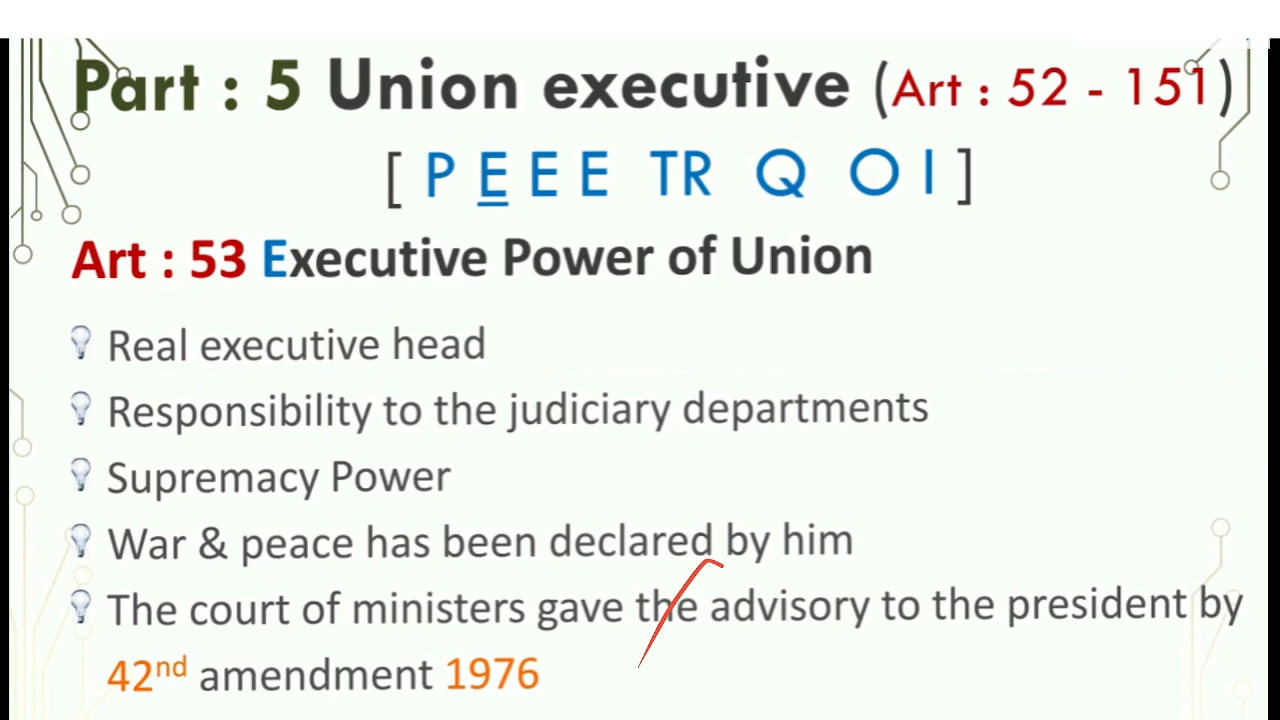 Part : 5 Union executive (Art : 52 - 151)
[ P E E E TR Q O I ]
Art : 53 Executive Power of Union
Real executive head
Responsibility to the judiciary departments
Supremacy Power
War & peace has been declared by him
The court of ministers gave the advisory to the president by
42nd amendment 1976